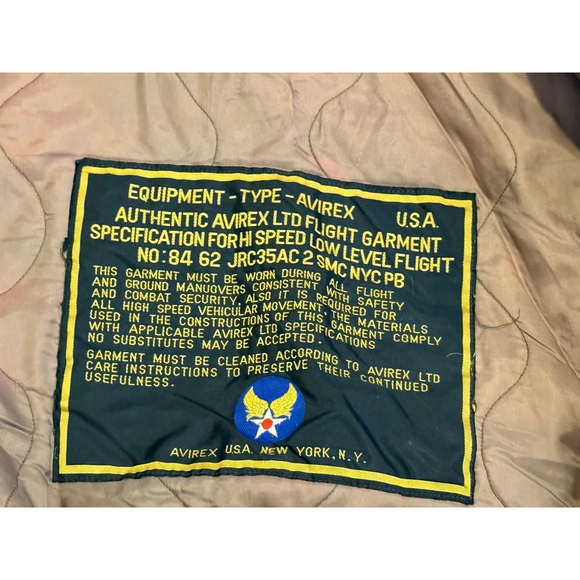 EQUIPMENT - TYPE - AVIREX U.S.A.
AUTHENTIC AVIREX LTD FLIGHT GARMENT
SPECIFICATION FOR HI SPEED LOW LEVEL FLIGHT
NO: 84 62 JRC35AC 2 SMC NYC PB
THIS GARMENT MUST BE WORN DURING ALL FLIGHT
AND GROUND MANUOVERS CONSISTENT WITH SAFETY
AND COMBAT SECURITY, ALSO IT IS REQUIRED FOR
ALL HIGH SPEED VEHICULAR MOVEMENT. THE MATERIALS
USED IN THE CONSTRUCTIONS OF THIS GARMENT COMPLY
WITH APPLICABLE AVIREX LTD SPECIFICATIONS
NO SUBSTITUTES MAY BE ACCEPTED.
GARMENT MUST BE CLEANED ACCORDING TO AVIREX LTD
CARE INSTRUCTIONS TO PRESERVE THEIR CONTINUED
USEFULNESS.
AVIREX U.S.A. NEW YORK, N.Y.